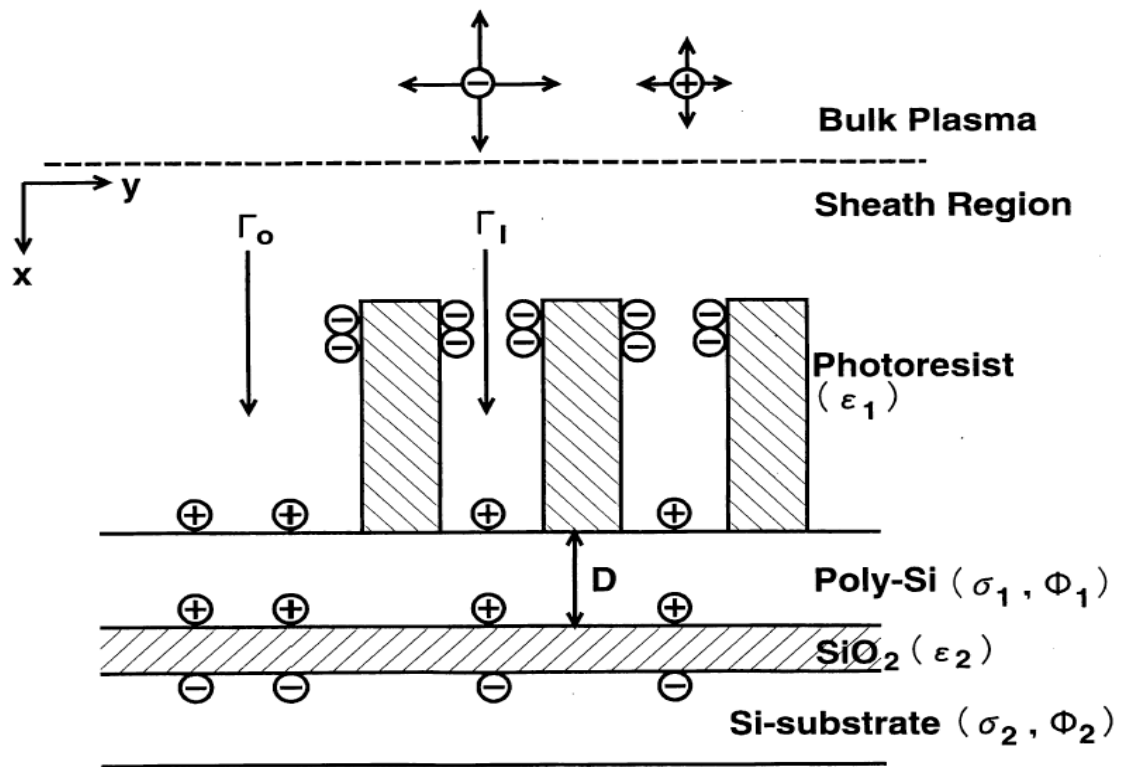 ⊖
⊕
Bulk Plasma
y
Sheath Region
x
Γo
ΓI
⊖ ⊖ ⊖ ⊖ ⊖
⊖ ⊖ ⊖ ⊖ ⊖
Photoresist
(ε1)
⊕ ⊕ ⊕ ⊕
D
Poly-Si (σ1, Φ1)
⊕ ⊕ ⊕ ⊕
SiO2 (ε2)
⊖ ⊖ ⊖ ⊖
Si-substrate (σ2, Φ2)